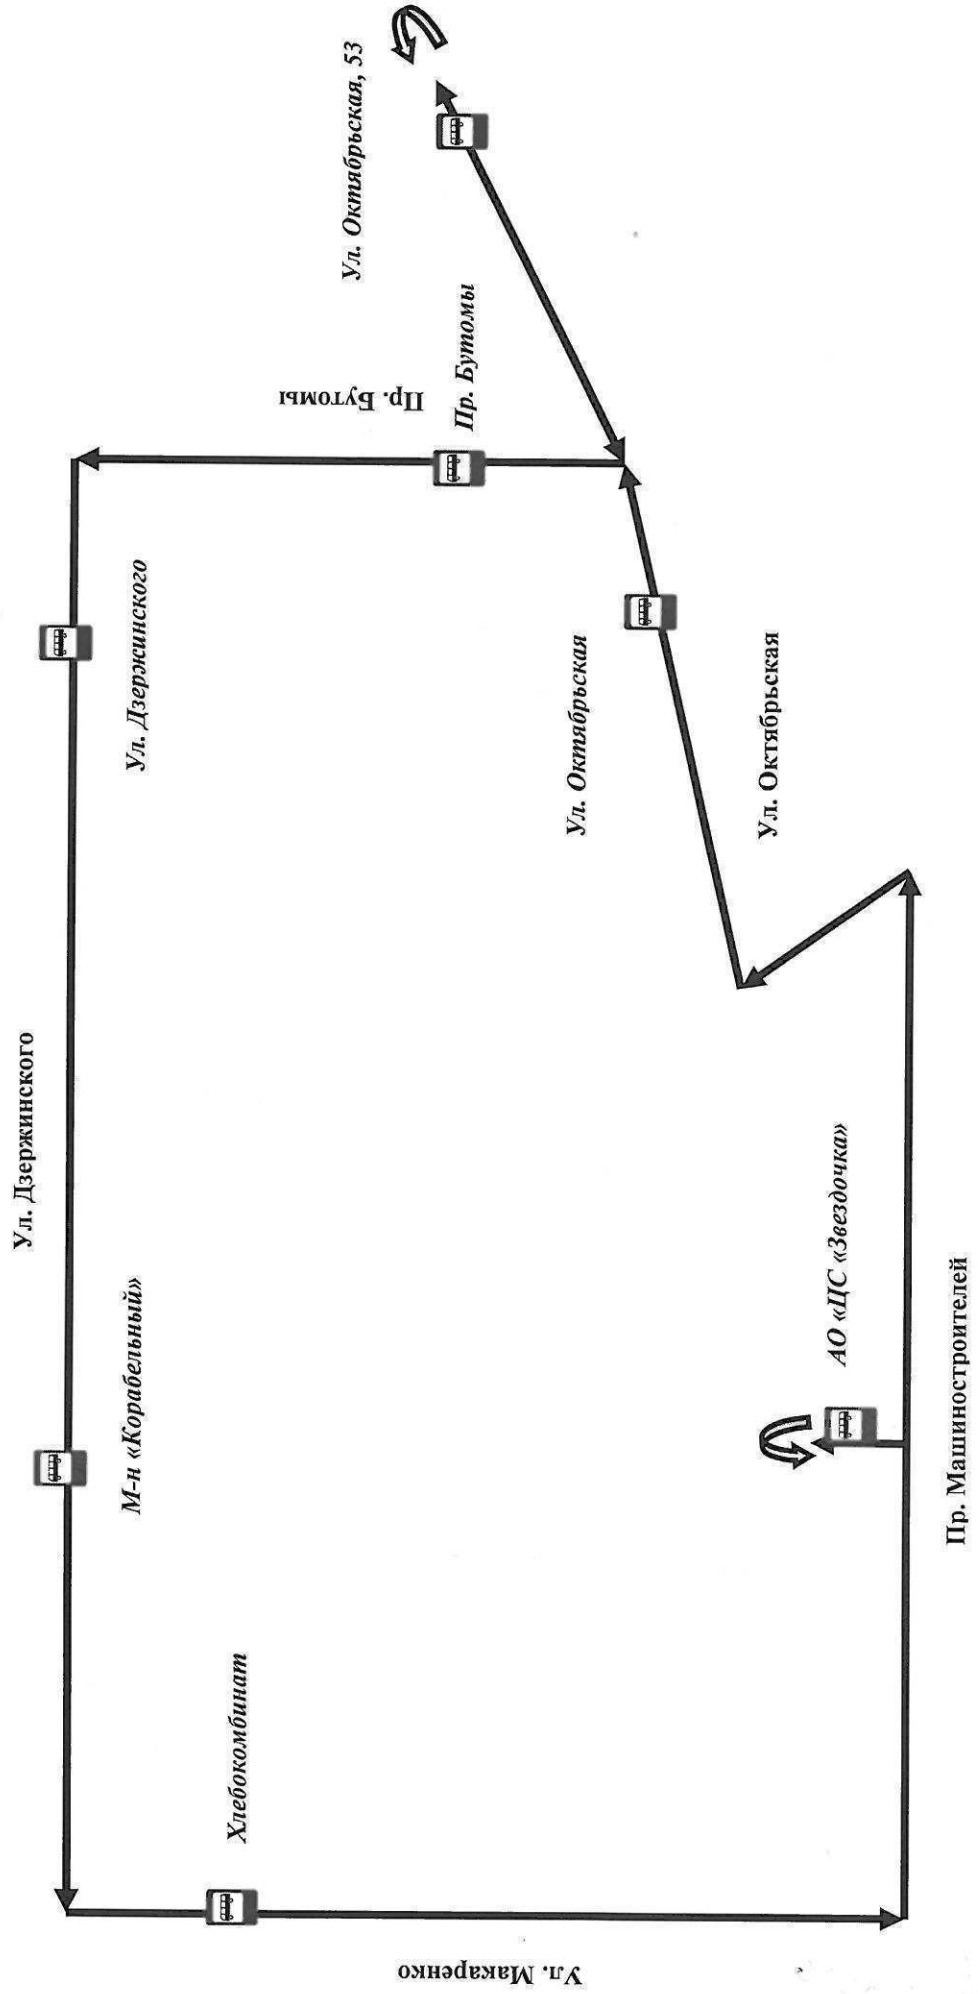 Ул. Дзержинского
М-н «Корабельный»
Ул. Дзержинского
Хлебокомбинат
Ул. Макаренко
Пр. Бутомы
Пр. Бутомы
Ул. Октябрьская, 53
Ул. Октябрьская
Ул. Октябрьская
АО «ЦС «Звездочка»
Пр. Машиностроителей